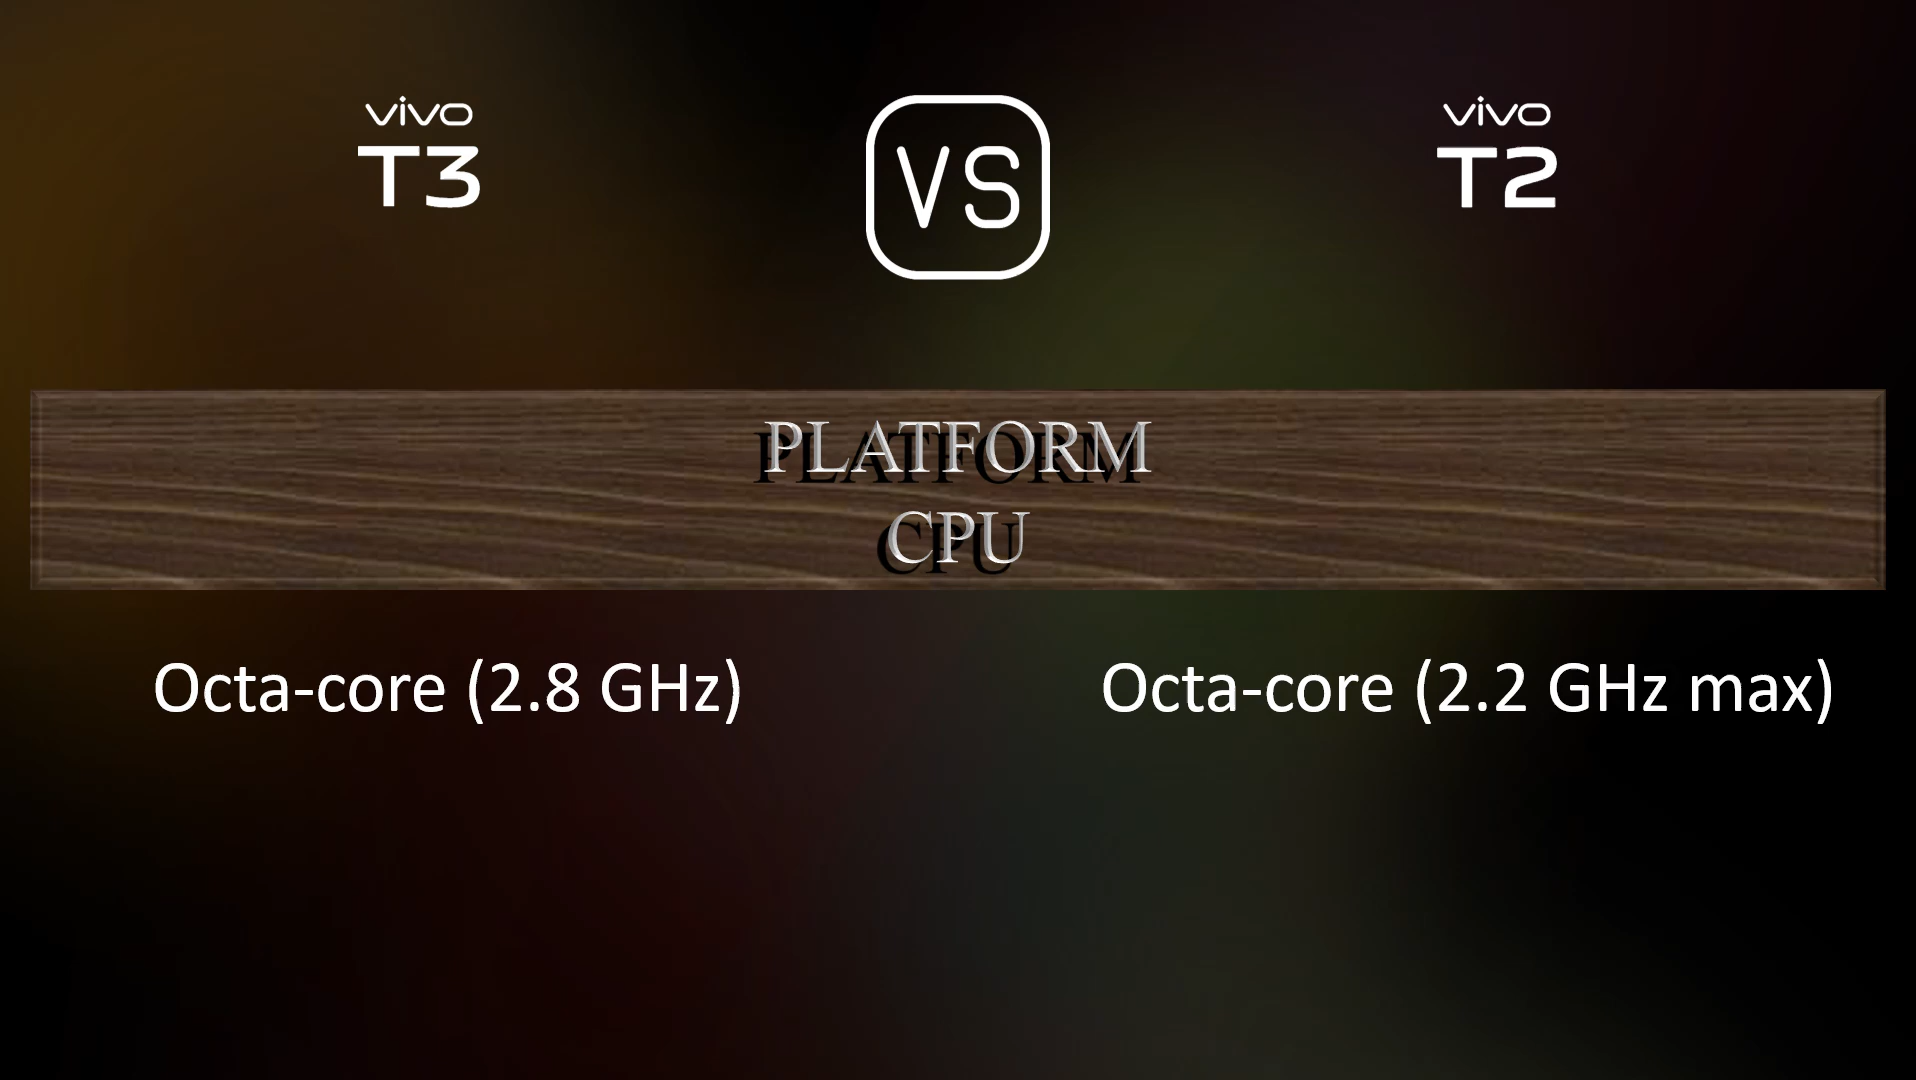 vivo
T3
VS
vivo
T2
PLATFORM
CPU
Octa-core (2.8 GHz)
Octa-core (2.2 GHz max)